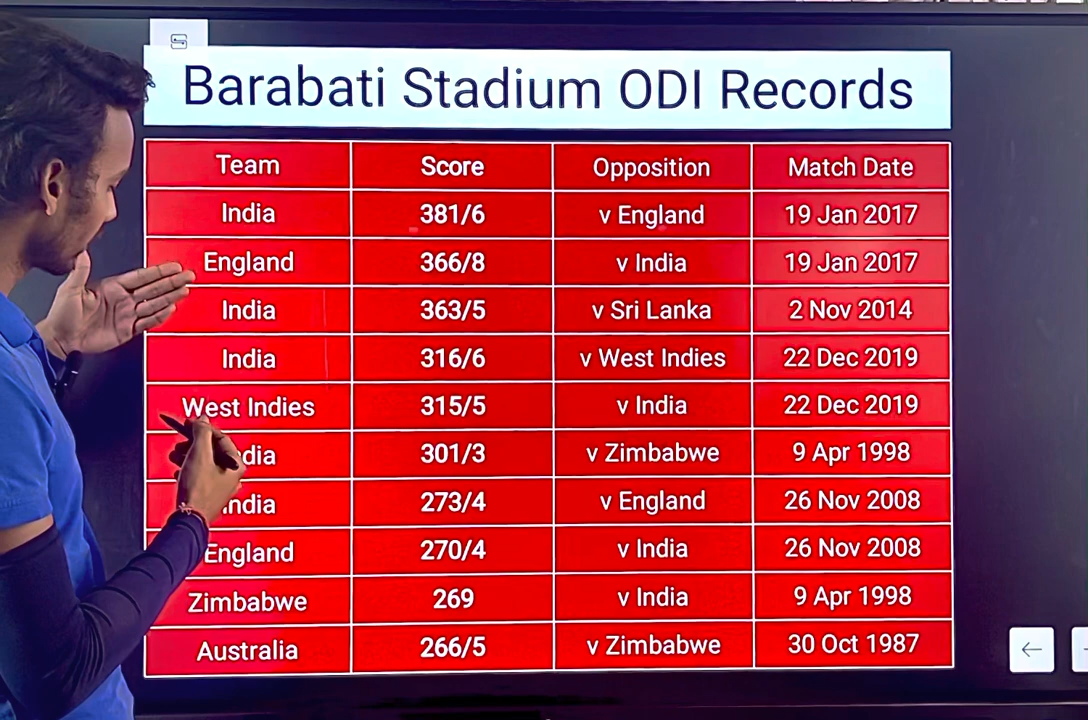 Barabati Stadium ODI Records
Team Score Opposition Match Date
India 381/6 v England 19 Jan 2017
England 366/8 v India 19 Jan 2017
India 363/5 v Sri Lanka 2 Nov 2014
India 316/6 v West Indies 22 Dec 2019
West Indies 315/5 v India 22 Dec 2019
India 301/3 v Zimbabwe 9 Apr 1998
India 273/4 v England 26 Nov 2008
England 270/4 v India 26 Nov 2008
Zimbabwe 269 v India 9 Apr 1998
Australia 266/5 v Zimbabwe 30 Oct 1987